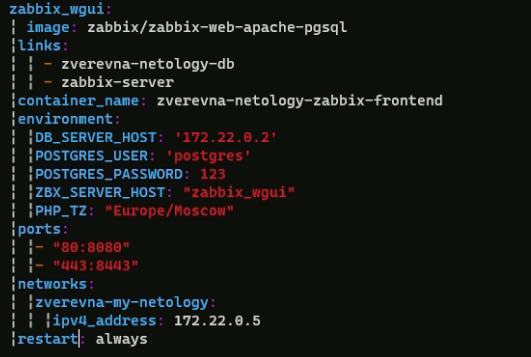 zabbix_wgui:
image: zabbix/zabbix-web-apache-pgsql
links:
- zverevna-netology-db
- zabbix-server
container_name: zverevna-netology-zabbix-frontend
environment:
DB_SERVER_HOST: '172.22.0.2'
POSTGRES_USER: 'postgres'
POSTGRES_PASSWORD: 123
ZBX_SERVER_HOST: "zabbix_wgui"
PHP_TZ: "Europe/Moscow"
ports:
- "80:8080"
- "443:8443"
networks:
zverevna-my-netology:
ipv4_address: 172.22.0.5
restart: always